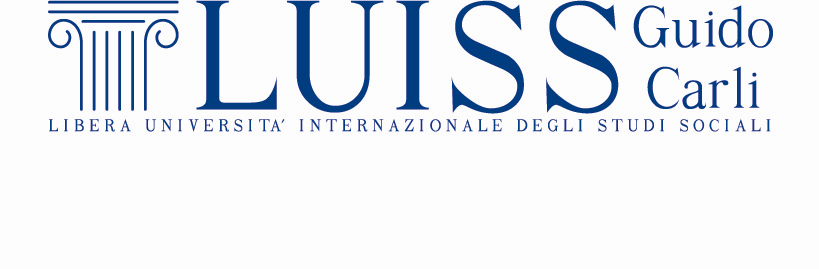 LUISS Guido
Carli
LIBERA UNIVERSITA’ INTERNAZIONALE DEGLI STUDI SOCIALI